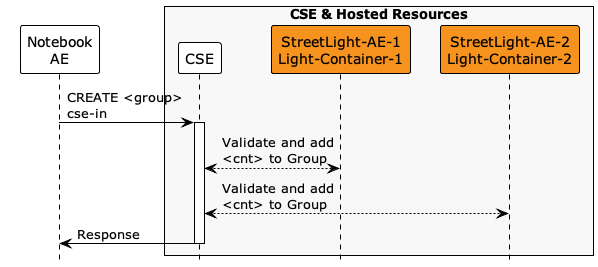 CSE & Hosted Resources
Notebook
AE
CSE
StreetLight-AE-1
Light-Container-1
StreetLight-AE-2
Light-Container-2
CREATE <group>
cse-in
Validate and add
<cnt> to Group
Validate and add
<cnt> to Group
Response